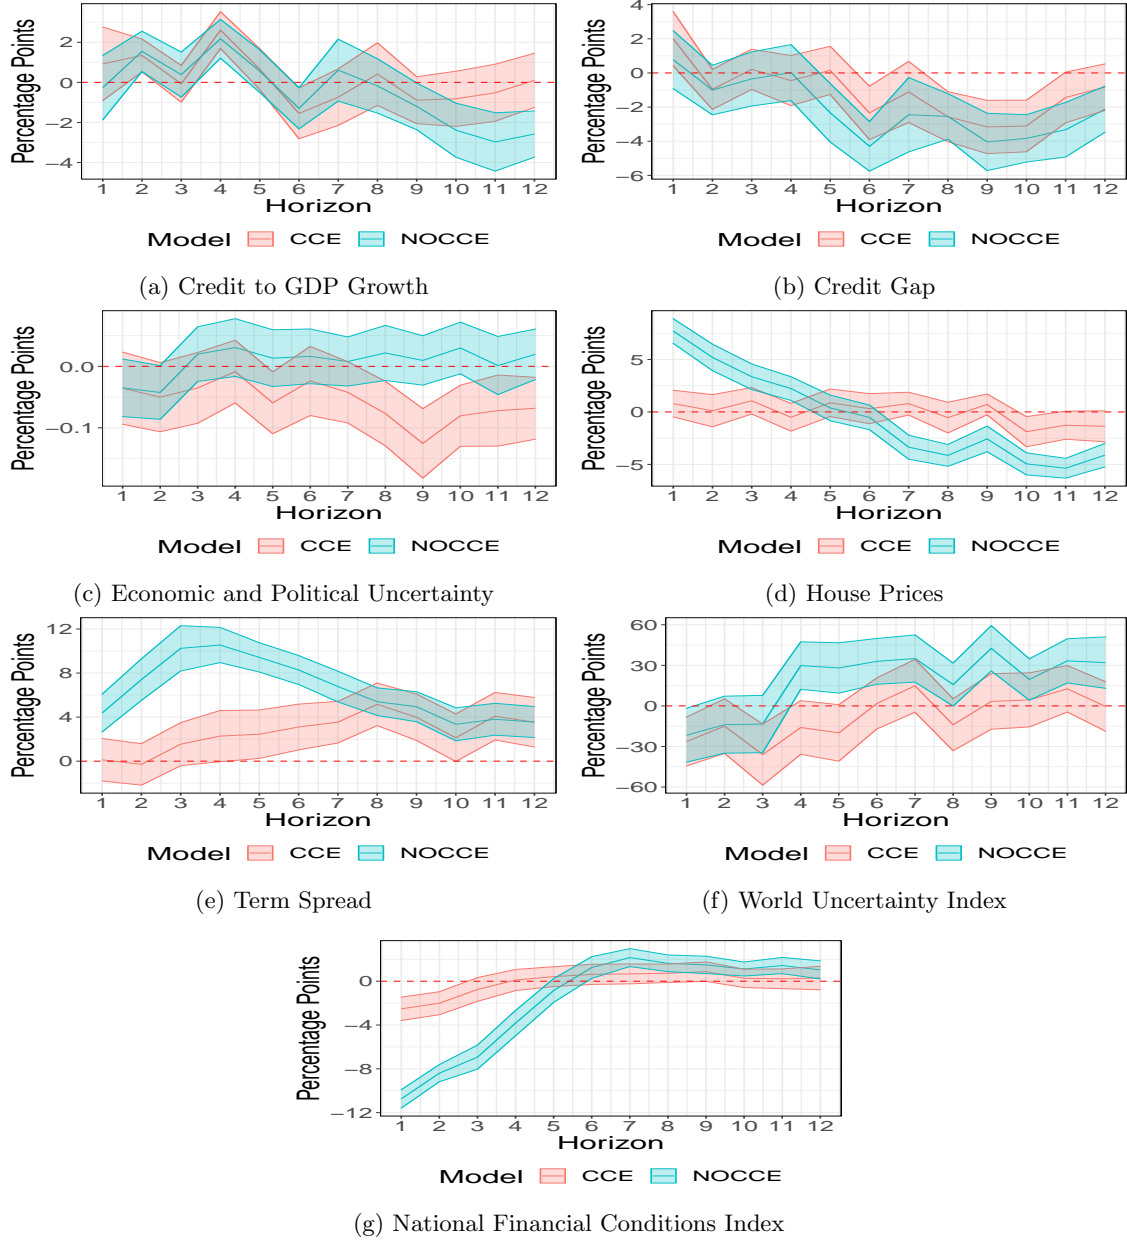 Percentage Points
2
0
−2
−4
1 2 3 4 5 6 7 8 9 10 11 12
Horizon
Model CCE NOCCE
(a) Credit to GDP Growth
Percentage Points
4
2
0
−2
−4
−6
1 2 3 4 5 6 7 8 9 10 11 12
Horizon
Model CCE NOCCE
(b) Credit Gap
Percentage Points
0.0
−0.1
1 2 3 4 5 6 7 8 9 10 11 12
Horizon
Model CCE NOCCE
(c) Economic and Political Uncertainty
Percentage Points
5
0
−5
1 2 3 4 5 6 7 8 9 10 11 12
Horizon
Model CCE NOCCE
(d) House Prices
Percentage Points
12
8
4
0
1 2 3 4 5 6 7 8 9 10 11 12
Horizon
Model CCE NOCCE
(e) Term Spread
Percentage Points
60
30
0
−30
−60
1 2 3 4 5 6 7 8 9 10 11 12
Horizon
Model CCE NOCCE
(f) World Uncertainty Index
Percentage Points
0
−4
−8
−12
1 2 3 4 5 6 7 8 9 10 11 12
Horizon
Model CCE NOCCE
(g) National Financial Conditions Index